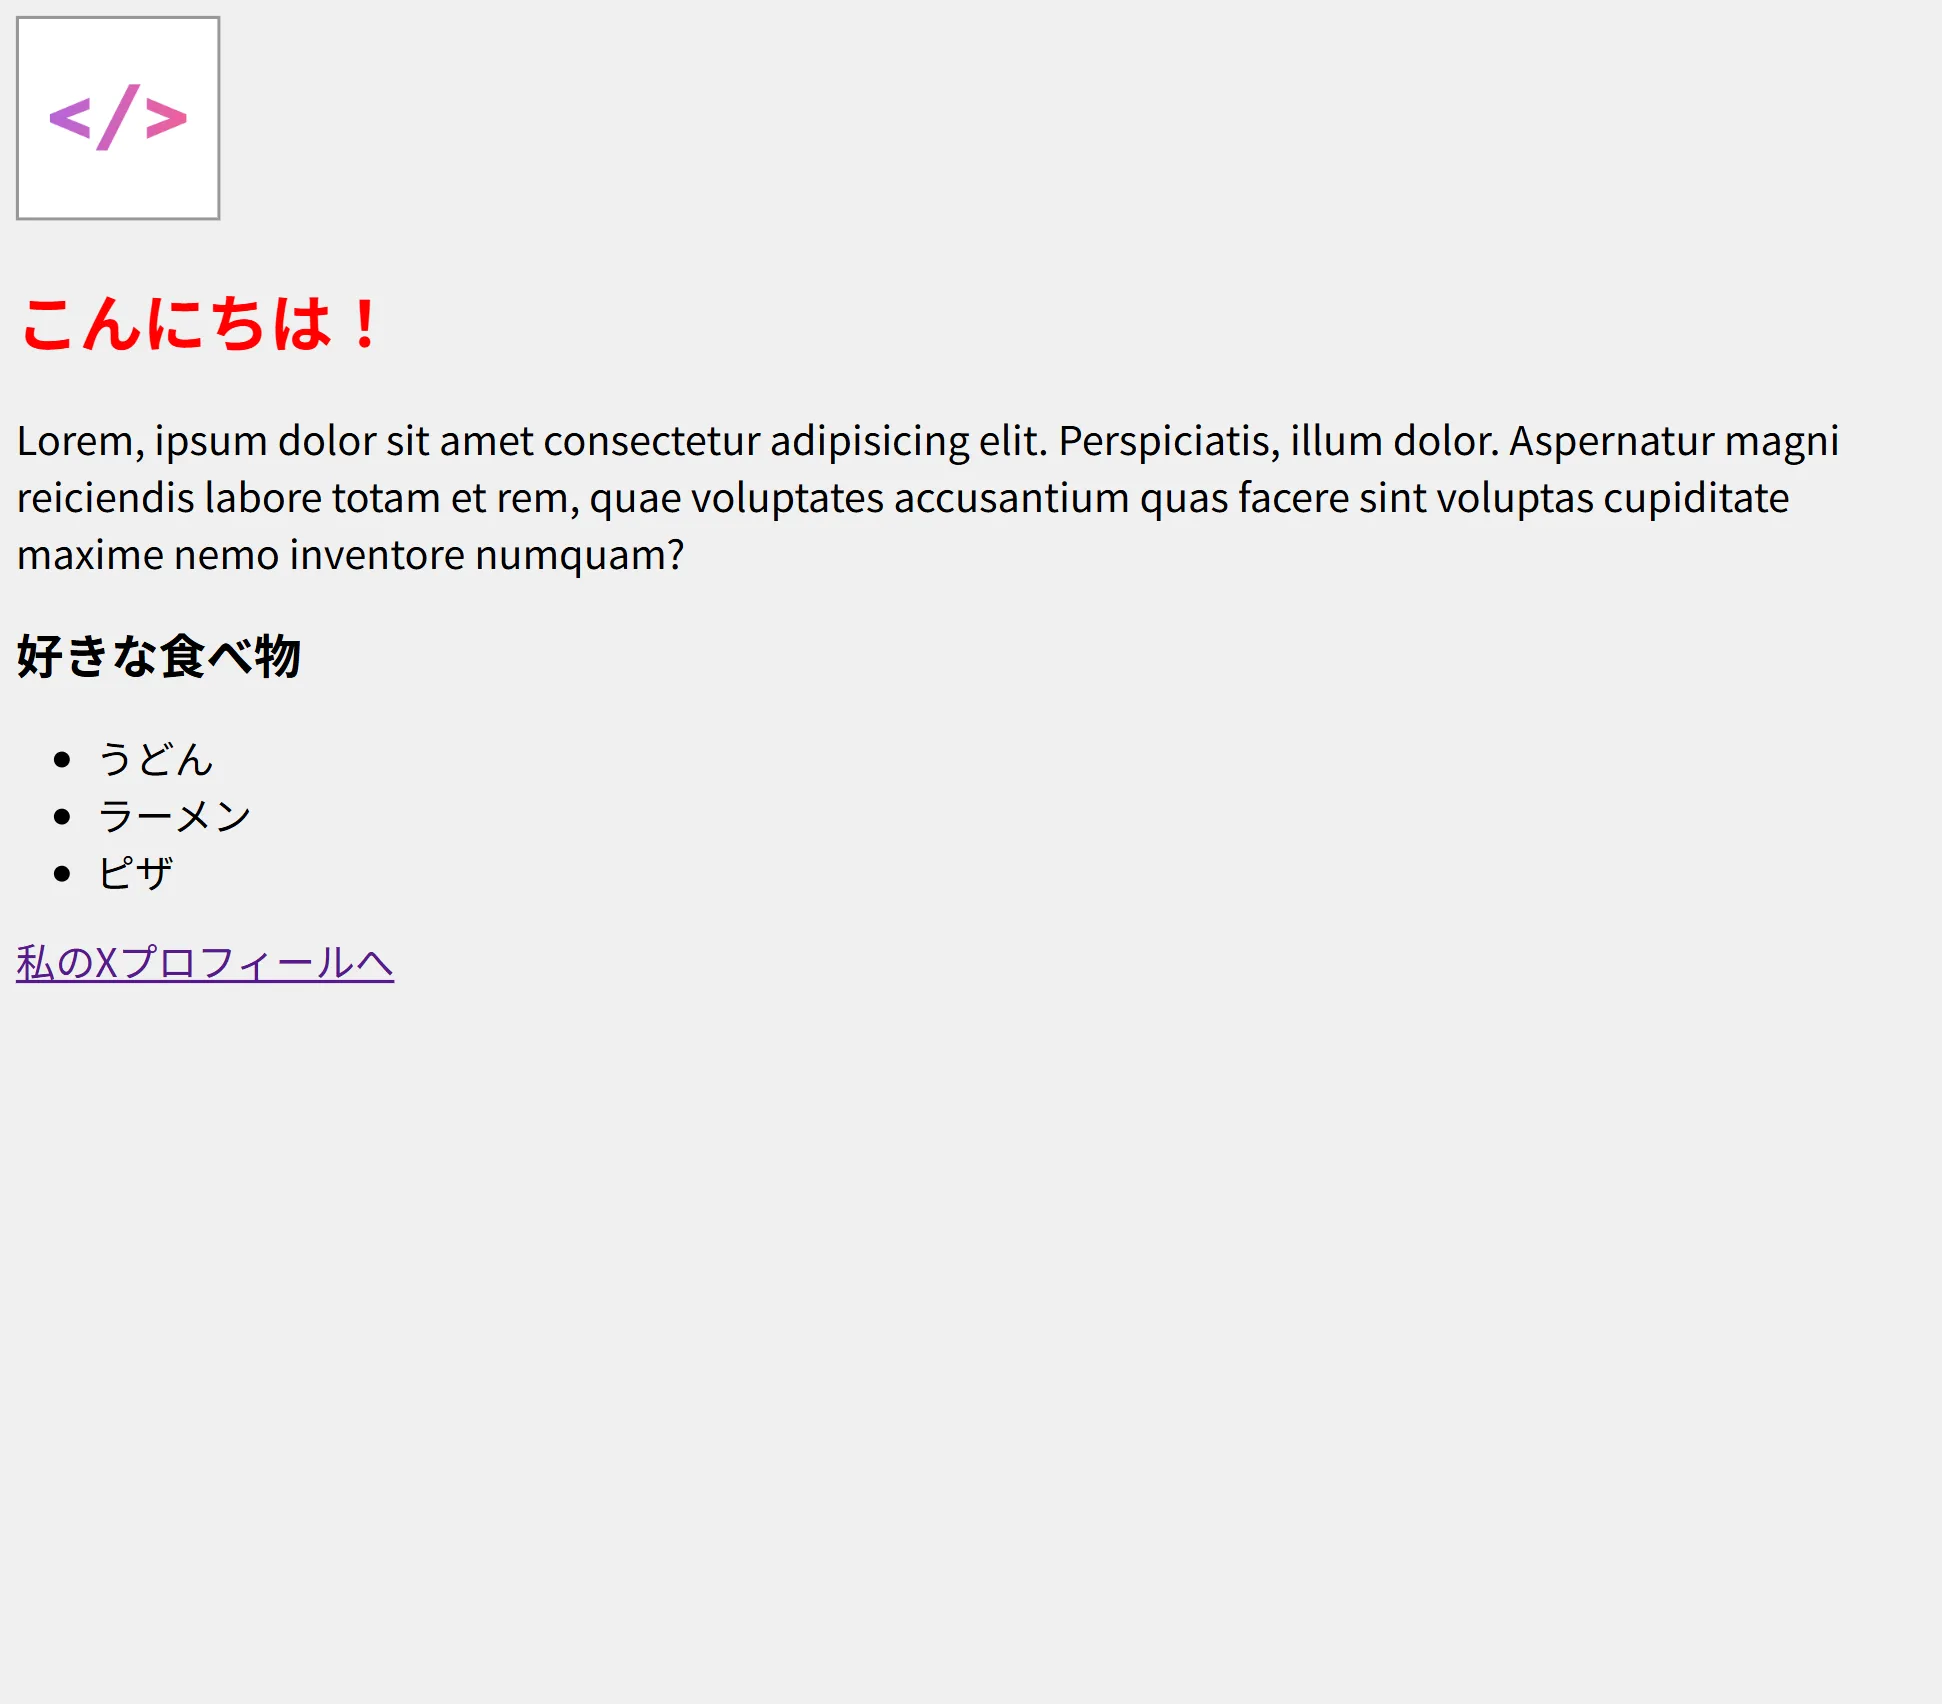 </>
こんにちは！
Lorem, ipsum dolor sit amet consectetur adipisicing elit. Perspiciatis, illum dolor. Aspernatur magni
reiciendis labore totam et rem, quae voluptates accusantium quas facere sint voluptas cupiditate
maxime nemo inventore numquam?
好きな食べ物
うどん
ラーメン
ピザ
私のXプロフィールへ